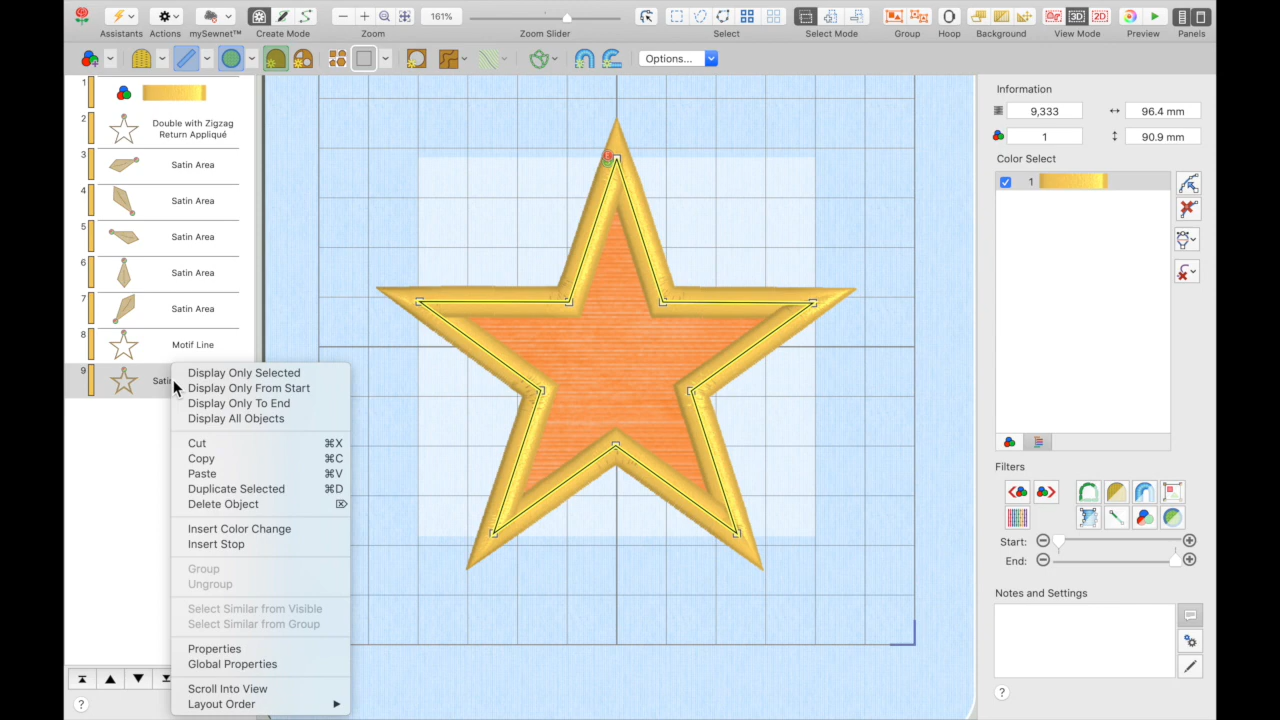 161%
Assistants
Actions
mySewnet™
Create Mode
Zoom
Zoom Slider
Select
Select Mode
Group
Hoop
Background
3D
2D
View Mode
Preview
Panels
Options...
1
2
Double with Zigzag
Return Appliqué
3
Satin Area
4
Satin Area
5
Satin Area
6
Satin Area
7
Satin Area
8
Motif Line
9
Display Only Selected
Display Only From Start
Display Only To End
Display All Objects
Cut ⌘X
Copy ⌘C
Paste ⌘V
Duplicate Selected ⌘D
Delete Object ⌦
Insert Color Change
Insert Stop
Group
Ungroup
Select Similar from Visible
Select Similar from Group
Properties
Global Properties
Scroll Into View
Layout Order
?
Information
9,333
96.4 mm
1
90.9 mm
Color Select
1
Filters
Start:
End:
Notes and Settings
?